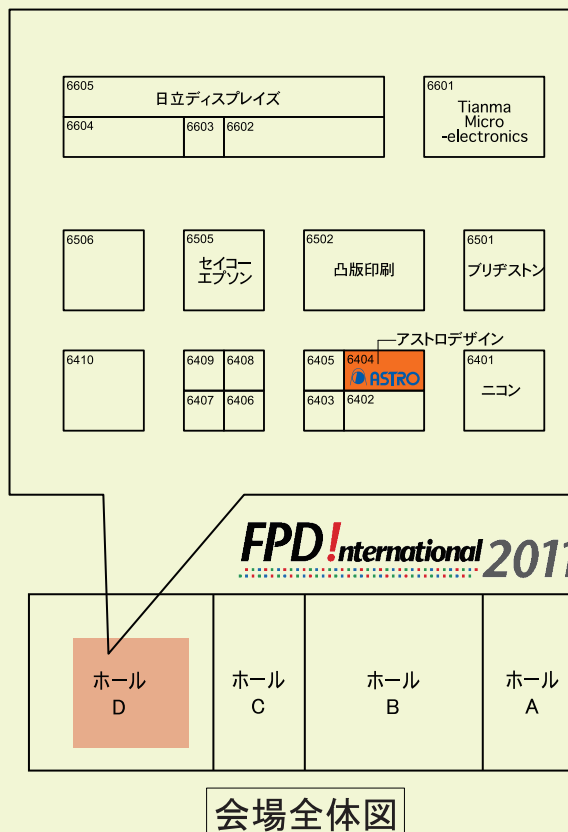 6605
日立ディスプレイズ
6604
6603
6602
6601
Tianma
Micro
-electronics
6506
6505
セイコー
エプソン
6502
凸版印刷
6501
ブリヂストン
アストロデザイン
6410
6409
6408
6407
6406
6405
6404
ASTRO
6403
6402
6401
ニコン
FPD!nternational 2011
ホール
D
ホール
C
ホール
B
ホール
A
会場全体図